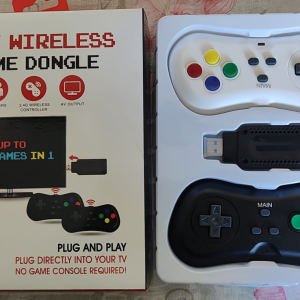 WIRELESS
ME DONGLE
2.4G WIRELESS
CONTROLLER
AV OUTPUT
UP TO
GAMES IN 1
PLUG AND PLAY
PLUG DIRECTLY INTO YOUR TV
NO GAME CONSOLE REQUIRED!
MAIN
MAIN